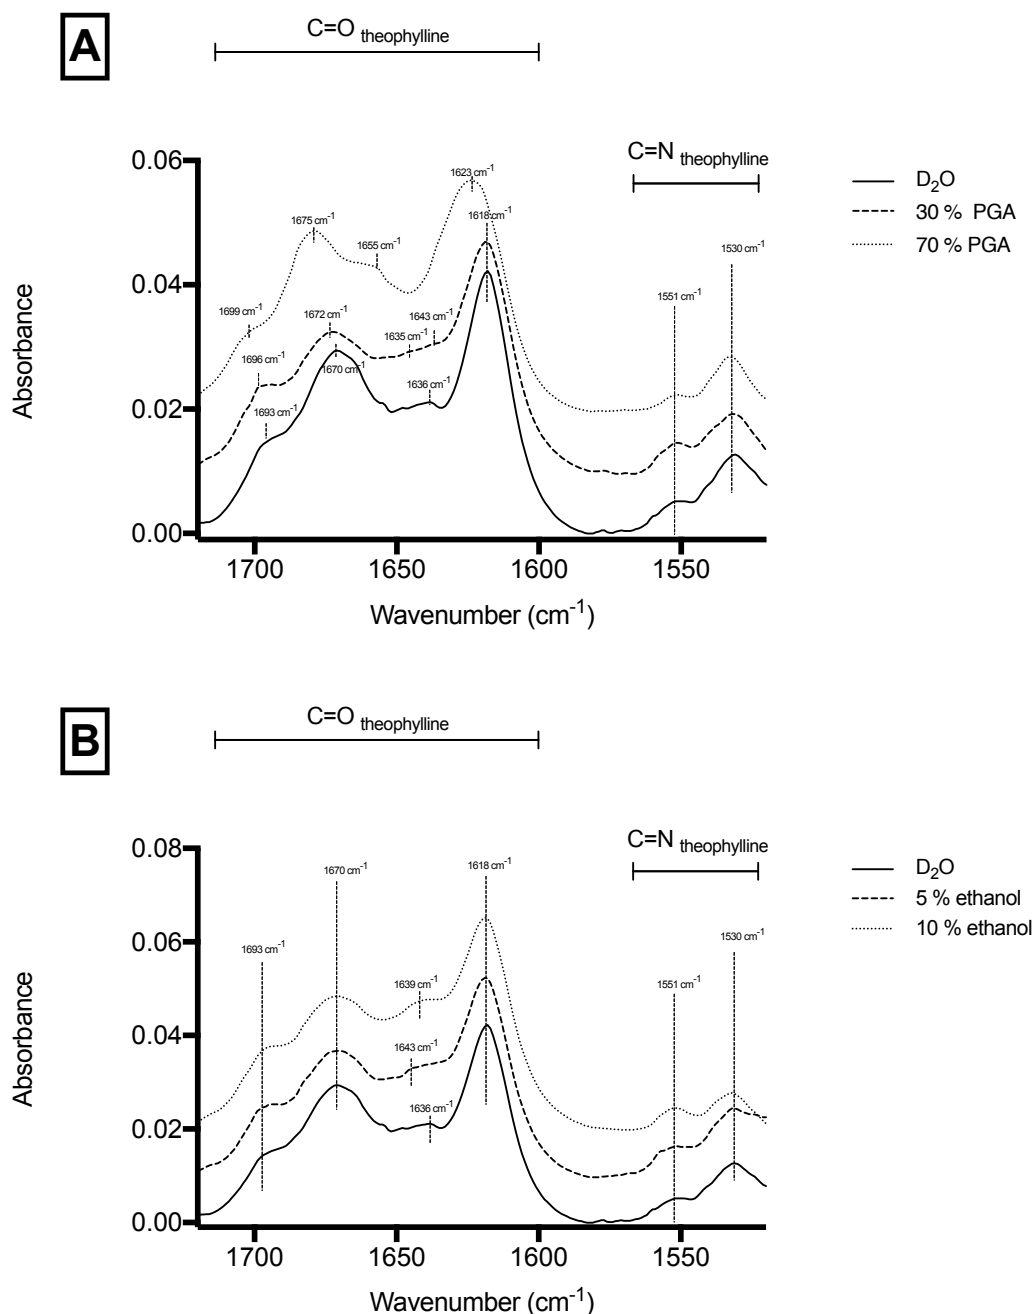 A
C=O theophylline
C=N theophylline
D₂O
30 % PGA
70 % PGA
0.06
0.04
0.02
0.00
Absorbance
1623 cm⁻¹
1618 cm⁻¹
1675 cm⁻¹
1655 cm⁻¹
1699 cm⁻¹
1672 cm⁻¹
1643 cm⁻¹
1635 cm⁻¹
1696 cm⁻¹
1670 cm⁻¹
1636 cm⁻¹
1693 cm⁻¹
1551 cm⁻¹
1530 cm⁻¹
1700 1650 1600 1550
Wavenumber (cm⁻¹)
B
C=O theophylline
C=N theophylline
D₂O
5 % ethanol
10 % ethanol
0.08
0.06
0.04
0.02
0.00
Absorbance
1670 cm⁻¹
1618 cm⁻¹
1693 cm⁻¹
1639 cm⁻¹
1643 cm⁻¹
1636 cm⁻¹
1551 cm⁻¹
1530 cm⁻¹
1700 1650 1600 1550
Wavenumber (cm⁻¹)